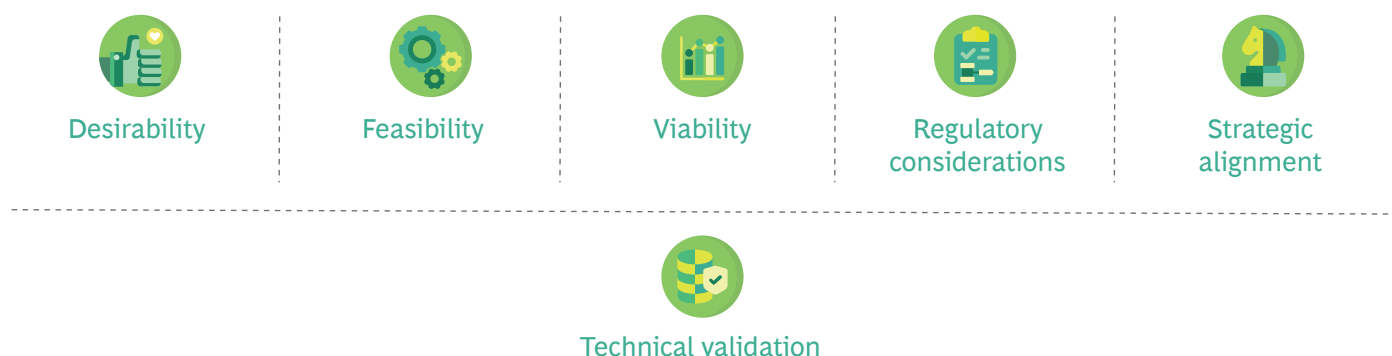 Desirability
Feasibility
Viability
Regulatory
considerations
Strategic
alignment
Technical validation